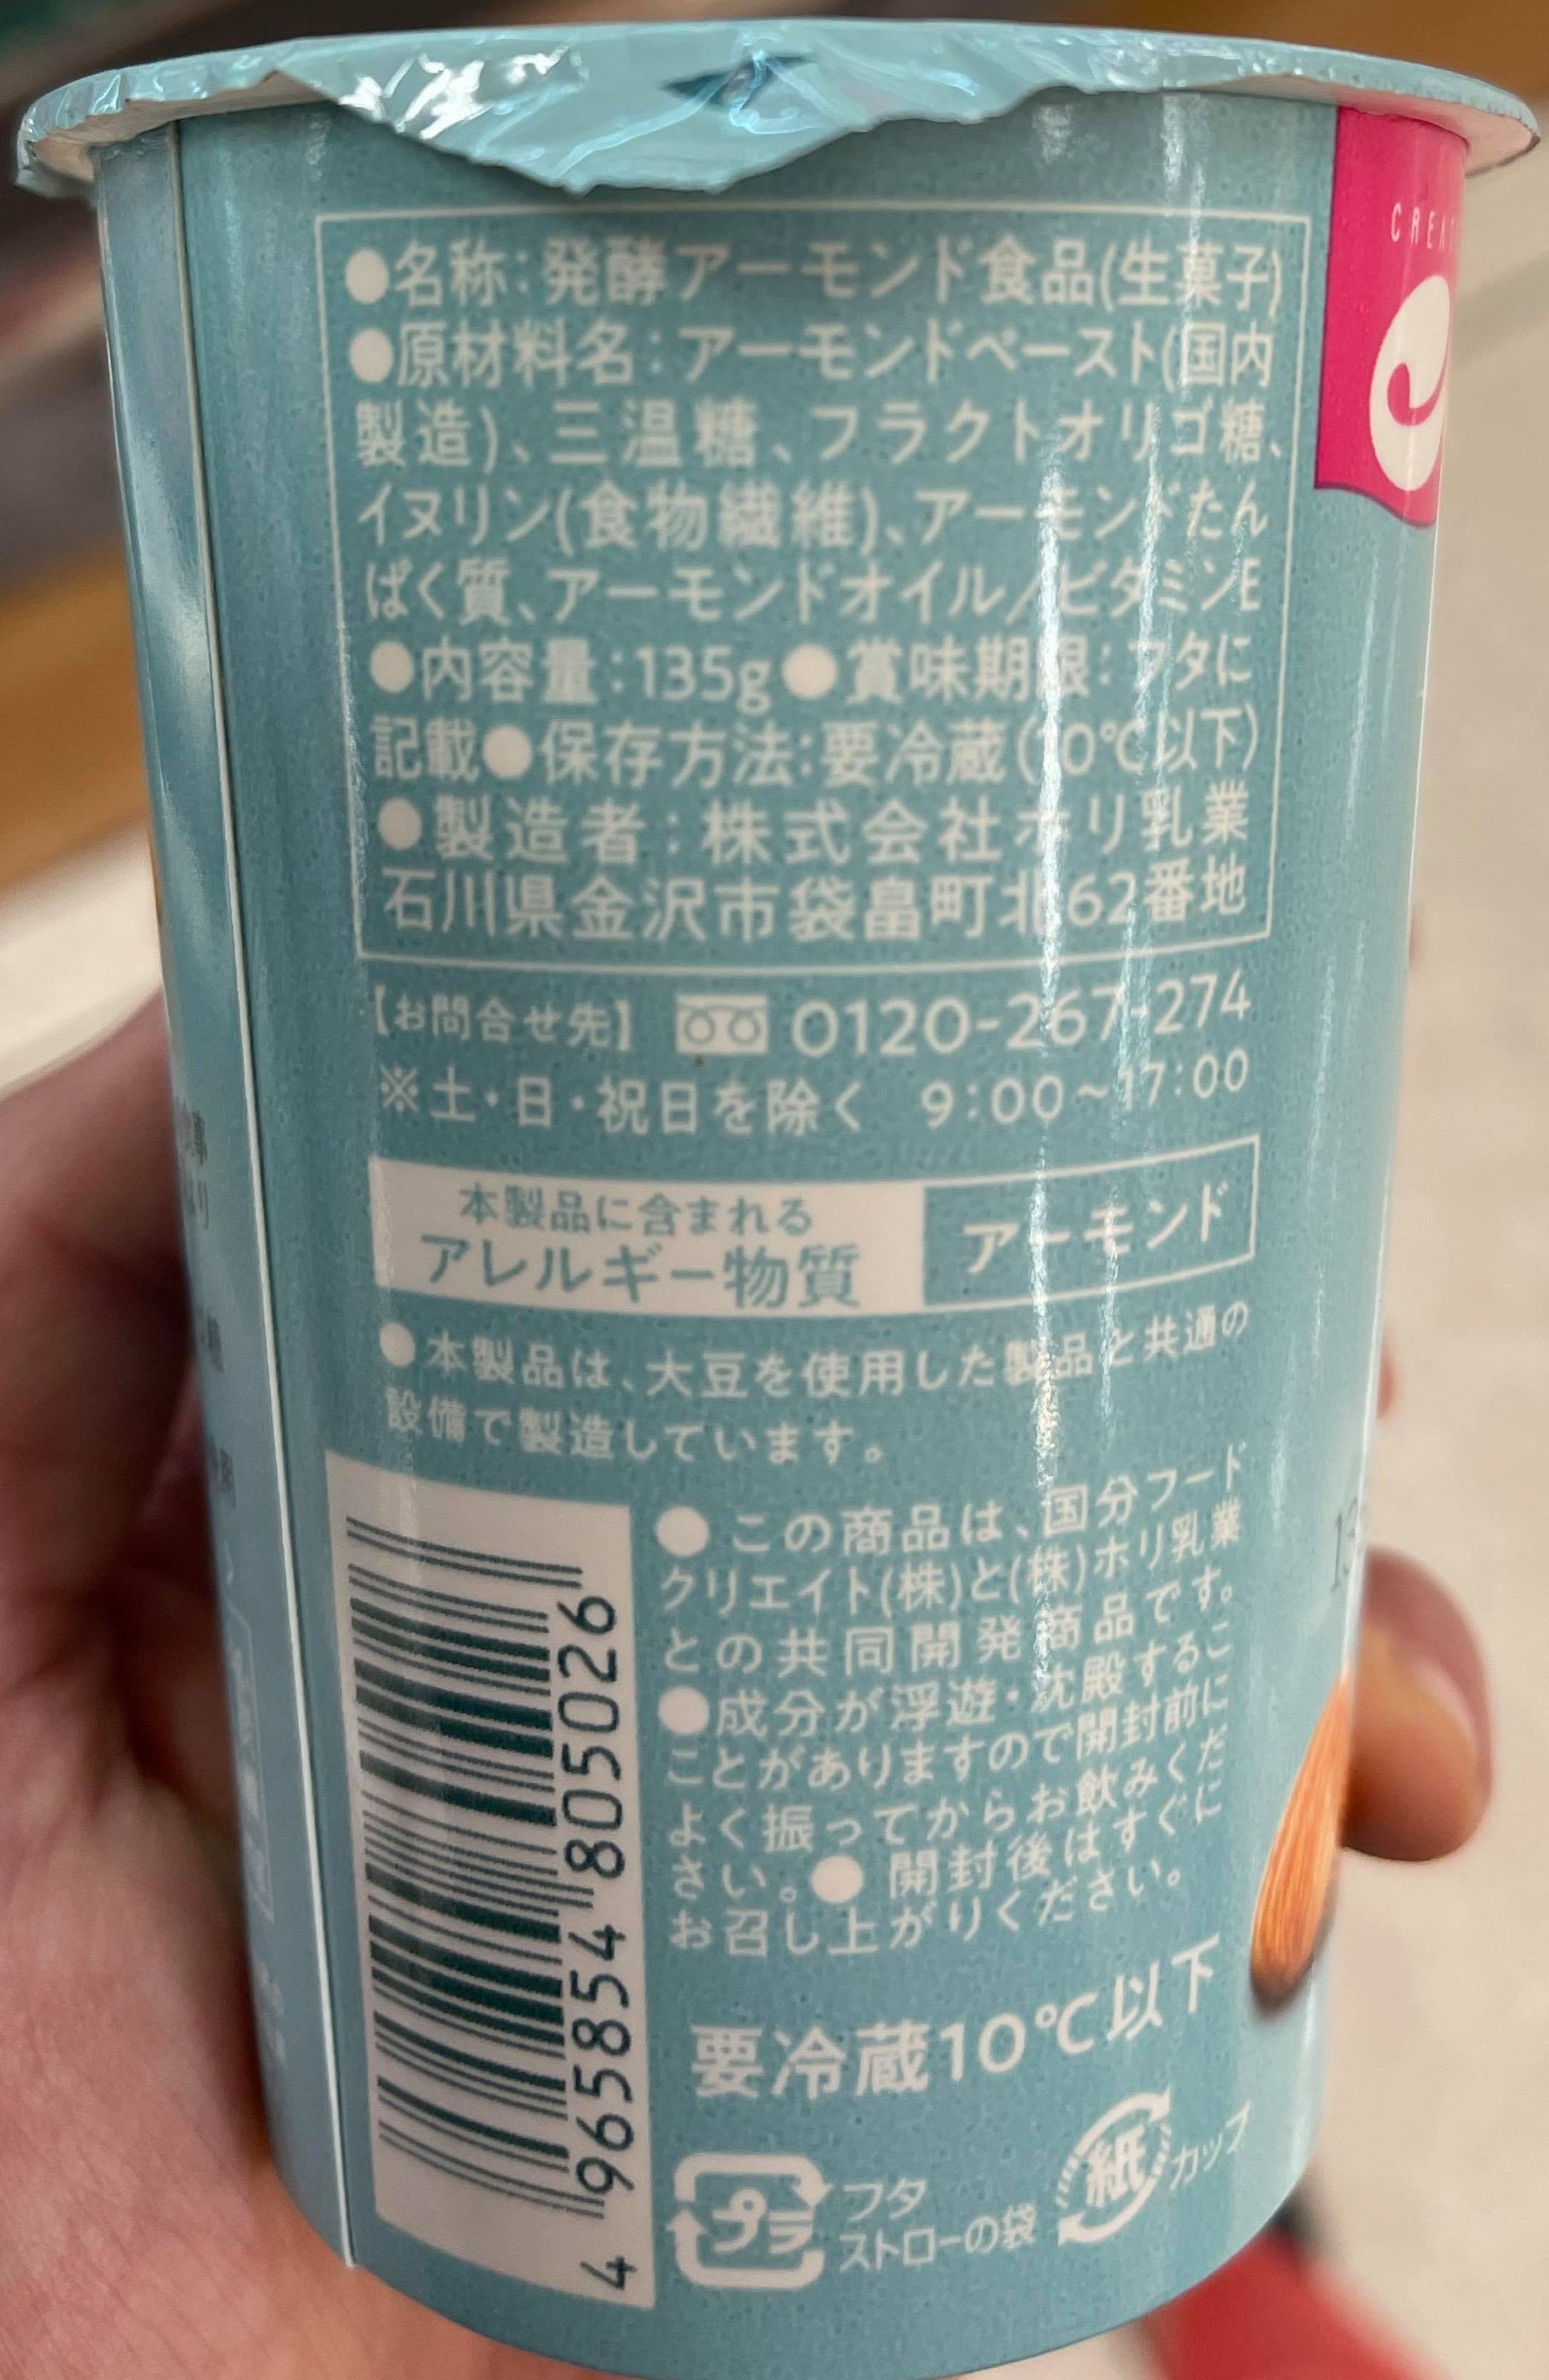 CREA
●名称：発酵アーモンド食品(生菓子)
●原材料名：アーモンドペースト(国内
製造)、三温糖、フラクトオリゴ糖、
イヌリン(食物繊維)、アーモンドたん
ぱく質、アーモンドオイル/ビタミンE
●内容量：135g●賞味期限：フタに
記載●保存方法：要冷蔵(10℃以下)
●製造者：株式会社ホリ乳業
石川県金沢市袋畠町北62番地
【お問合せ先】 0120-267-274
※土・日・祝日を除く 9:00～17:00
本製品に含まれる
アレルギー物質
アーモンド
●本製品は、大豆を使用した製品と共通の
設備で製造しています。
●この商品は、国分フード
クリエイト(株)と(株)ホリ乳業
との共同開発商品です。
●成分が浮遊・沈殿するこ
ことがありますので開封前に
よく振ってからお飲みくだ
さい。●開封後はすぐに
お召し上がりください。
要冷蔵10℃以下
4 965854 805026
プラ
フタ
ストローの袋
紙
カップ